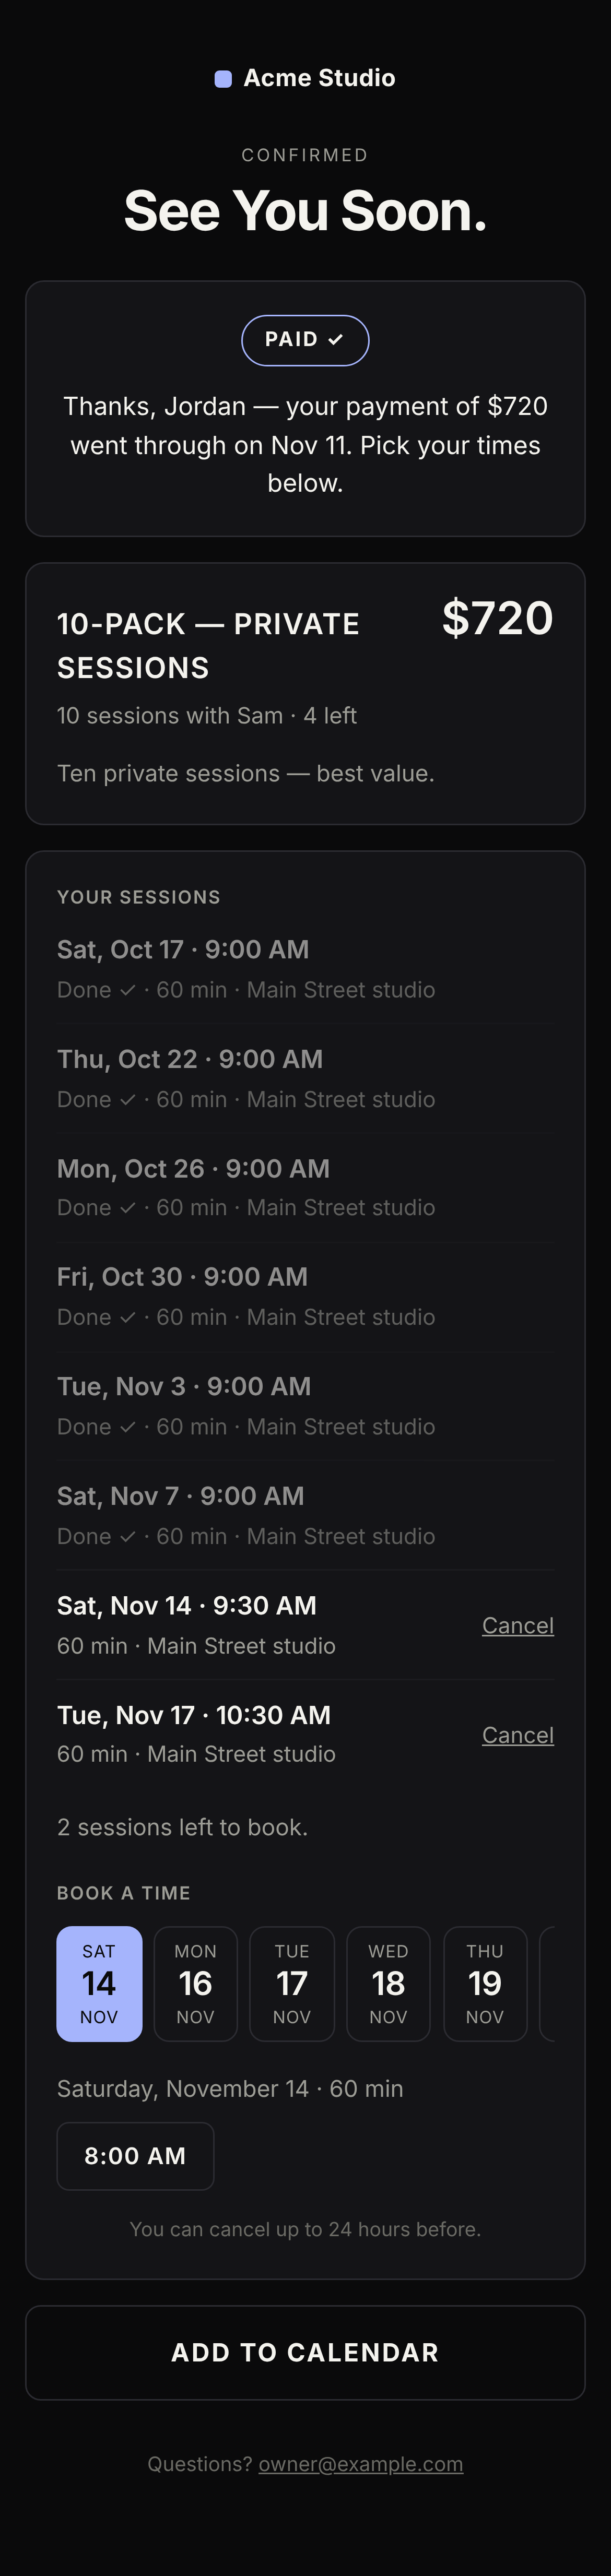 Acme Studio
CONFIRMED
See You Soon.
PAID ✓
Thanks, Jordan — your payment of $720
went through on Nov 11. Pick your times
below.
10-PACK — PRIVATE
SESSIONS
$720
10 sessions with Sam · 4 left
Ten private sessions — best value.
YOUR SESSIONS
Sat, Oct 17 · 9:00 AM
Done ✓ · 60 min · Main Street studio
Thu, Oct 22 · 9:00 AM
Done ✓ · 60 min · Main Street studio
Mon, Oct 26 · 9:00 AM
Done ✓ · 60 min · Main Street studio
Fri, Oct 30 · 9:00 AM
Done ✓ · 60 min · Main Street studio
Tue, Nov 3 · 9:00 AM
Done ✓ · 60 min · Main Street studio
Sat, Nov 7 · 9:00 AM
Done ✓ · 60 min · Main Street studio
Sat, Nov 14 · 9:30 AM
60 min · Main Street studio
Cancel
Tue, Nov 17 · 10:30 AM
60 min · Main Street studio
Cancel
2 sessions left to book.
BOOK A TIME
SAT
14
NOV
MON
16
NOV
TUE
17
NOV
WED
18
NOV
THU
19
NOV
Saturday, November 14 · 60 min
8:00 AM
You can cancel up to 24 hours before.
ADD TO CALENDAR
Questions? owner@example.com